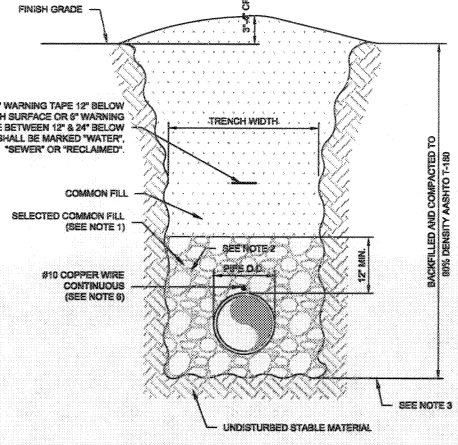 FINISH GRADE
WARNING TAPE 12" BELOW
SURFACE OR 6" WARNING
BETWEEN 12" & 24" BELOW
SHALL BE MARKED "WATER",
"SEWER" OR "RECLAIMED".
TRENCH WIDTH
COMMON FILL
SELECTED COMMON FILL
(SEE NOTE 1)
SEE NOTE 2
PIPE O.D.
12" MIN.
#10 COPPER WIRE
CONTINUOUS
(SEE NOTE 6)
BACKFILLED AND COMPACTED TO
DENSITY AASHTO T-180
SEE NOTE 3
UNDISTURBED STABLE MATERIAL